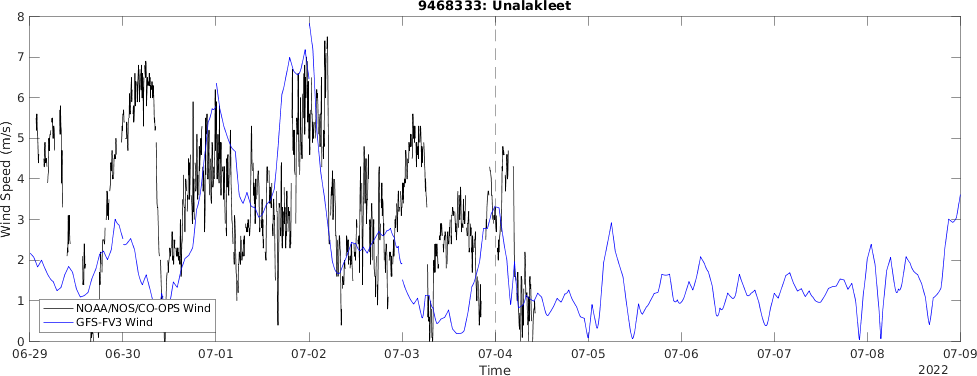 9468333: Unalakleet
Wind Speed (m/s)
8
7
6
5
4
3
2
1
0
NOAA/NOS/CO-OPS Wind
GFS-FV3 Wind
06-29 06-30 07-01 07-02 07-03 07-04 07-05 07-06 07-07 07-08 07-09
Time
2022